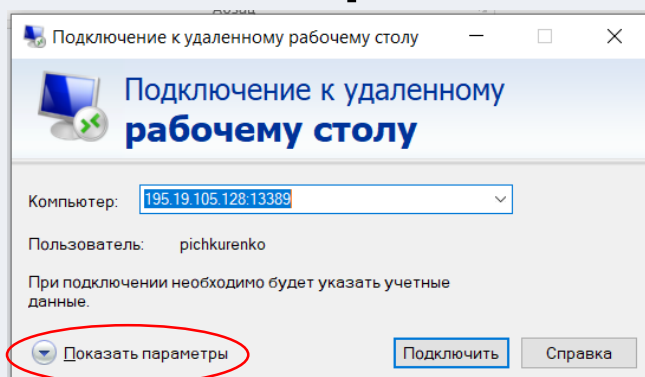 Абзац
Подключение к удаленному рабочему столу
Подключение к удаленному
рабочему столу
Компьютер: 195.19.105.128:13389
Пользователь: pichkurenko
При подключении необходимо будет указать учетные
данные.
Показать параметры Подключить Справка